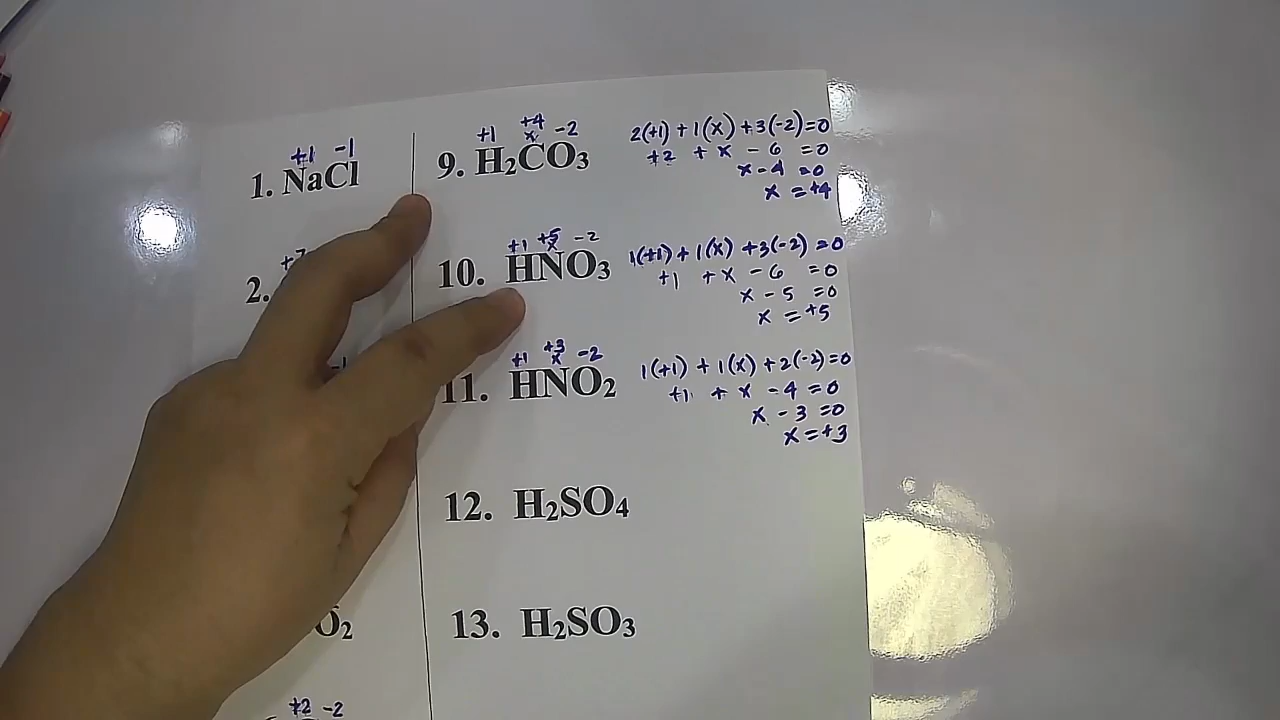 +1 -1
1. NaCl
2.
-1
O2
+2 -2
+4
+1 x -2
9. H2CO3
2(+1) + 1(x) + 3(-2) = 0
+2 + x - 6 = 0
x - 4 = 0
x = +4
+5
+1 x -2
10. HNO3
1(+1) + 1(x) + 3(-2) = 0
+1 + x - 6 = 0
x - 5 = 0
x = +5
+3
+1 x -2
11. HNO2
1(+1) + 1(x) + 2(-2) = 0
+1 + x - 4 = 0
x - 3 = 0
x = +3
12. H2SO4
13. H2SO3